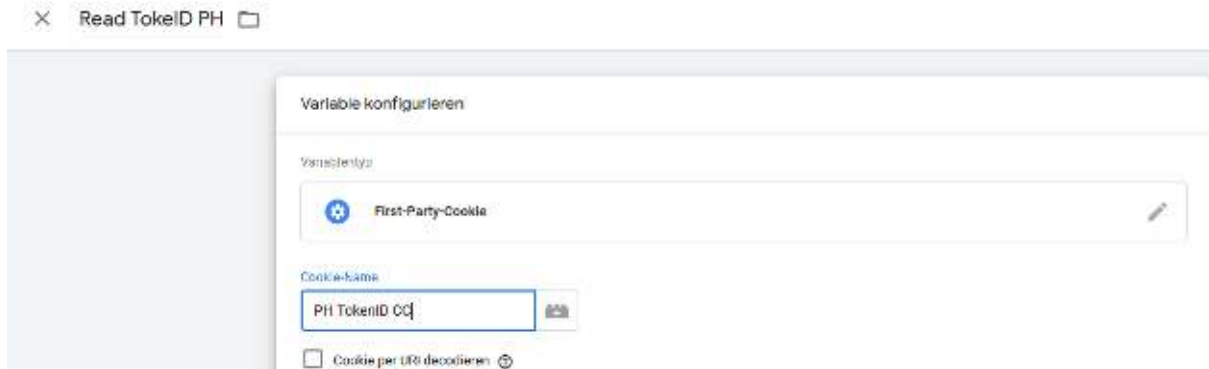 Read TokeID PH
Variable konfigurieren
Variablentyp
First-Party-Cookie
Cookie-Name
PH TokenID CC
Cookie per URI decodieren